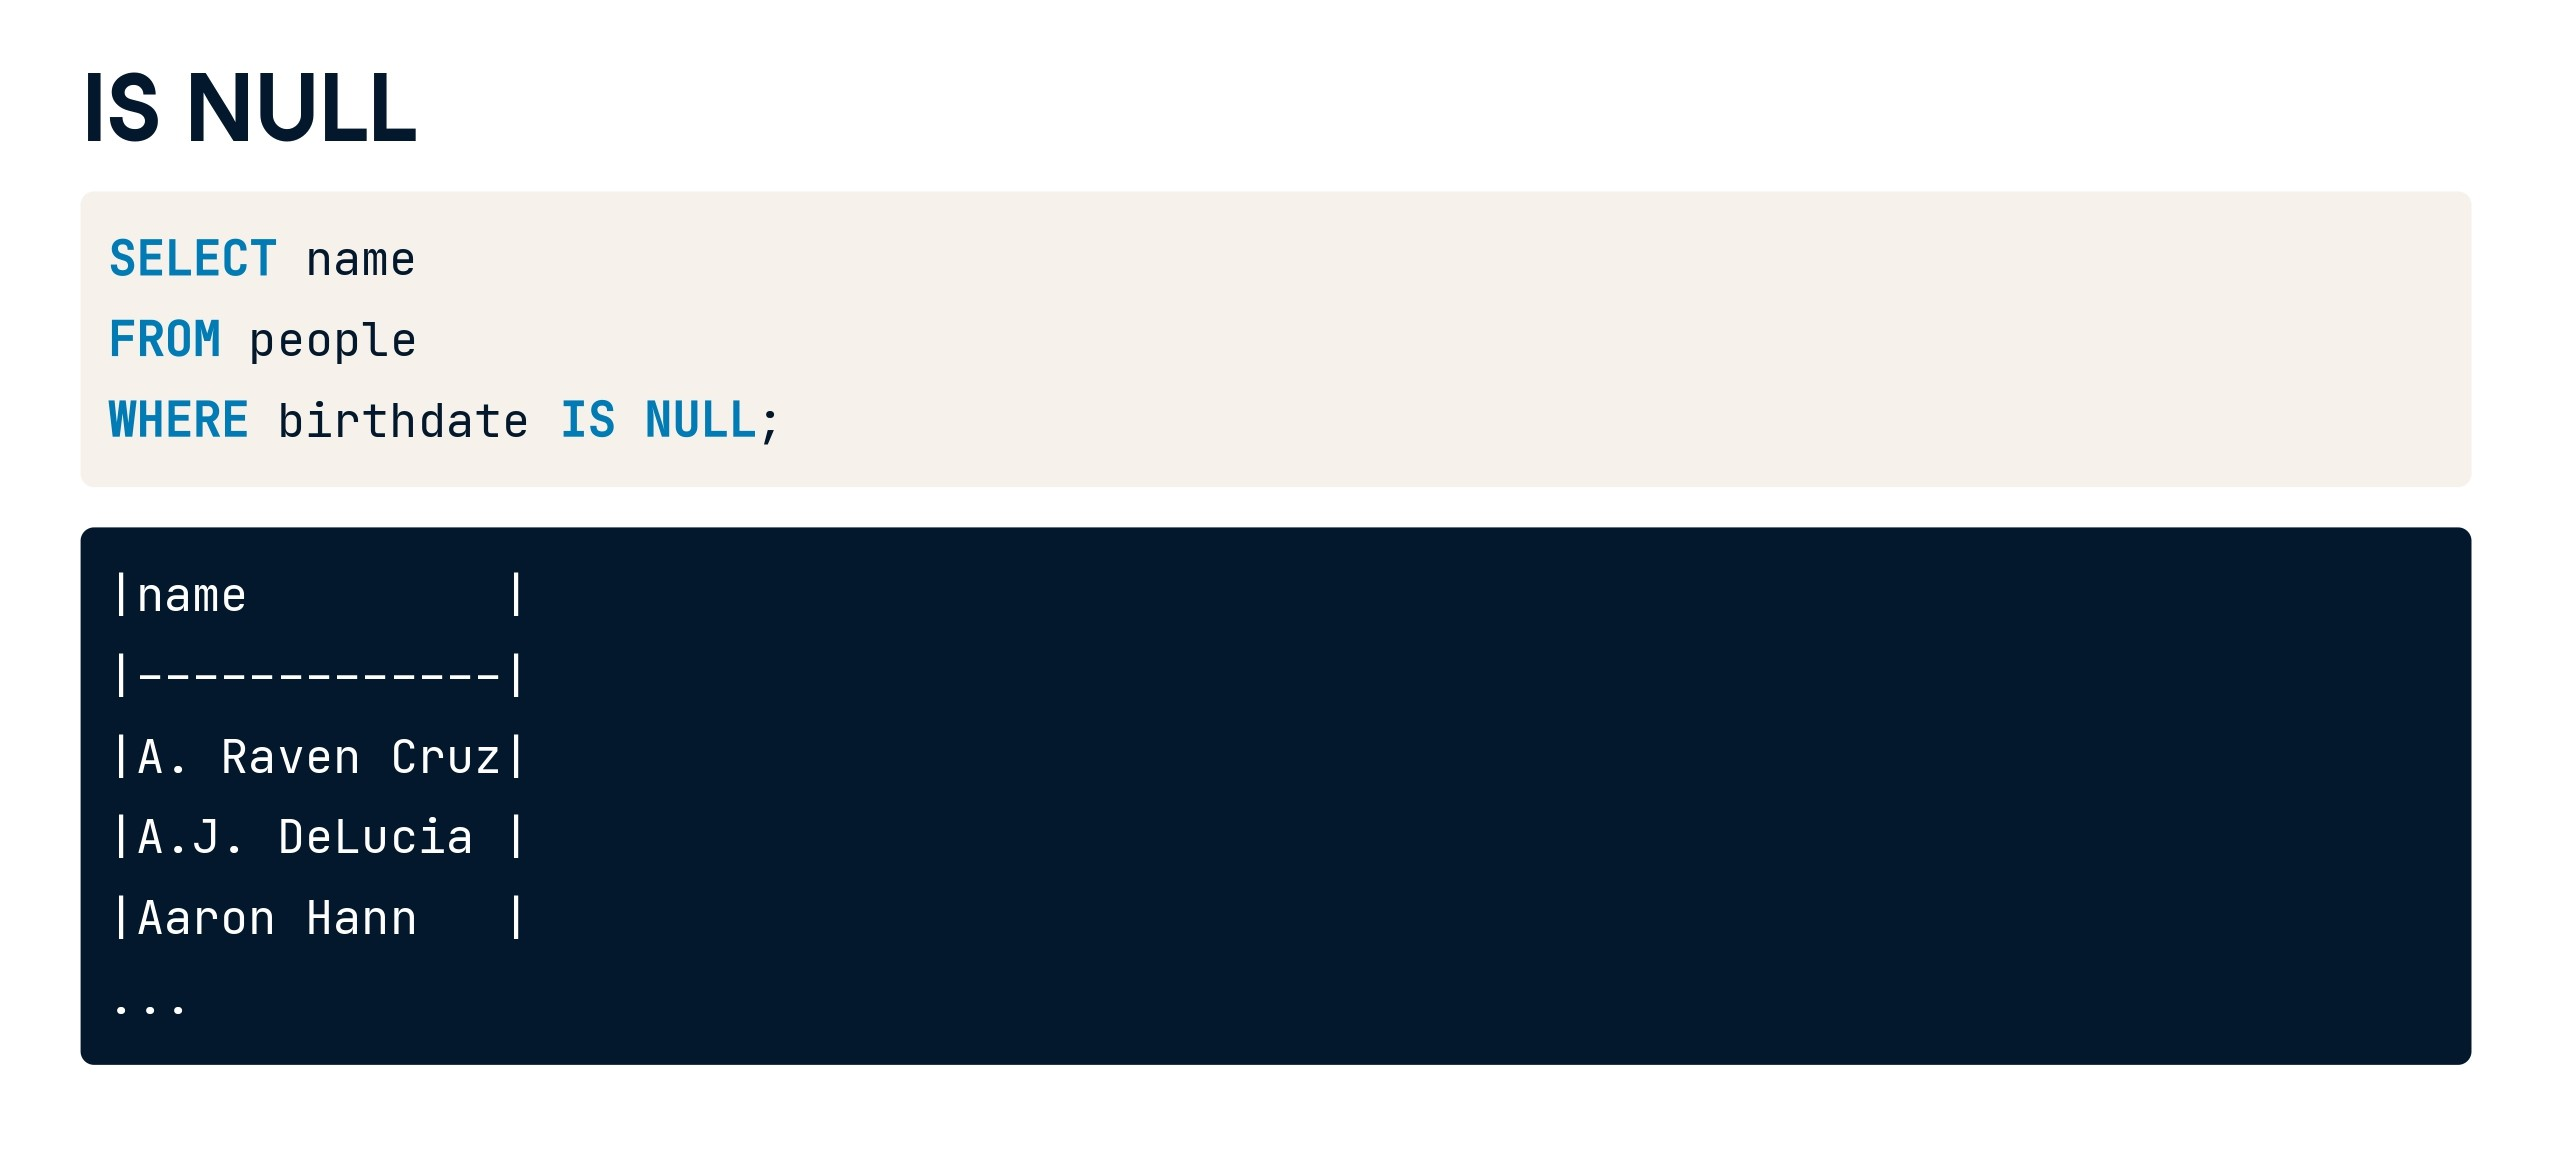 IS NULL
SELECT name
FROM people
WHERE birthdate IS NULL;
|name         |
|-------------|
|A. Raven Cruz|
|A.J. DeLucia |
|Aaron Hann   |
...